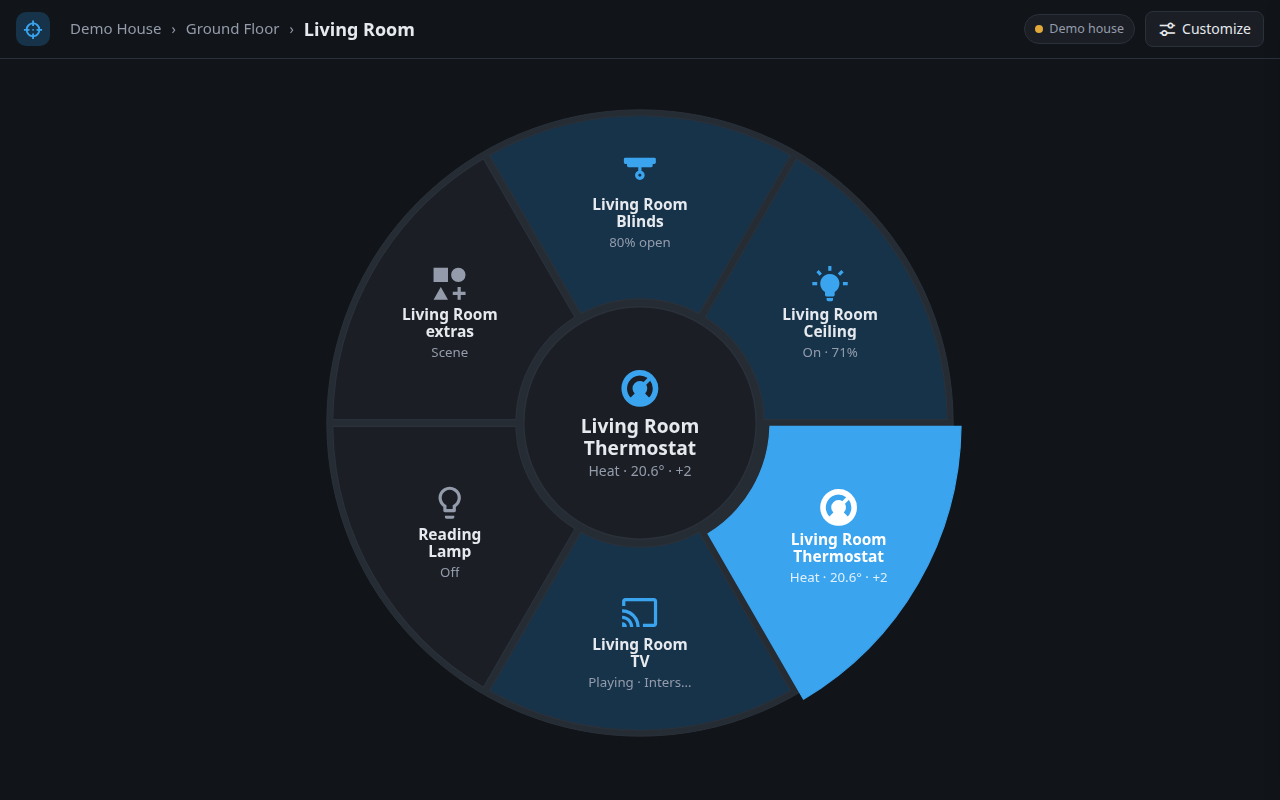 Demo House › Ground Floor › Living Room
Demo house
Customize
Living Room
Blinds
80% open
Living Room
extras
Scene
Living Room
Ceiling
On · 71%
Living Room
Thermostat
Heat · 20.6° · +2
Living Room
Thermostat
Heat · 20.6° · +2
Reading
Lamp
Off
Living Room
TV
Playing · Inters...